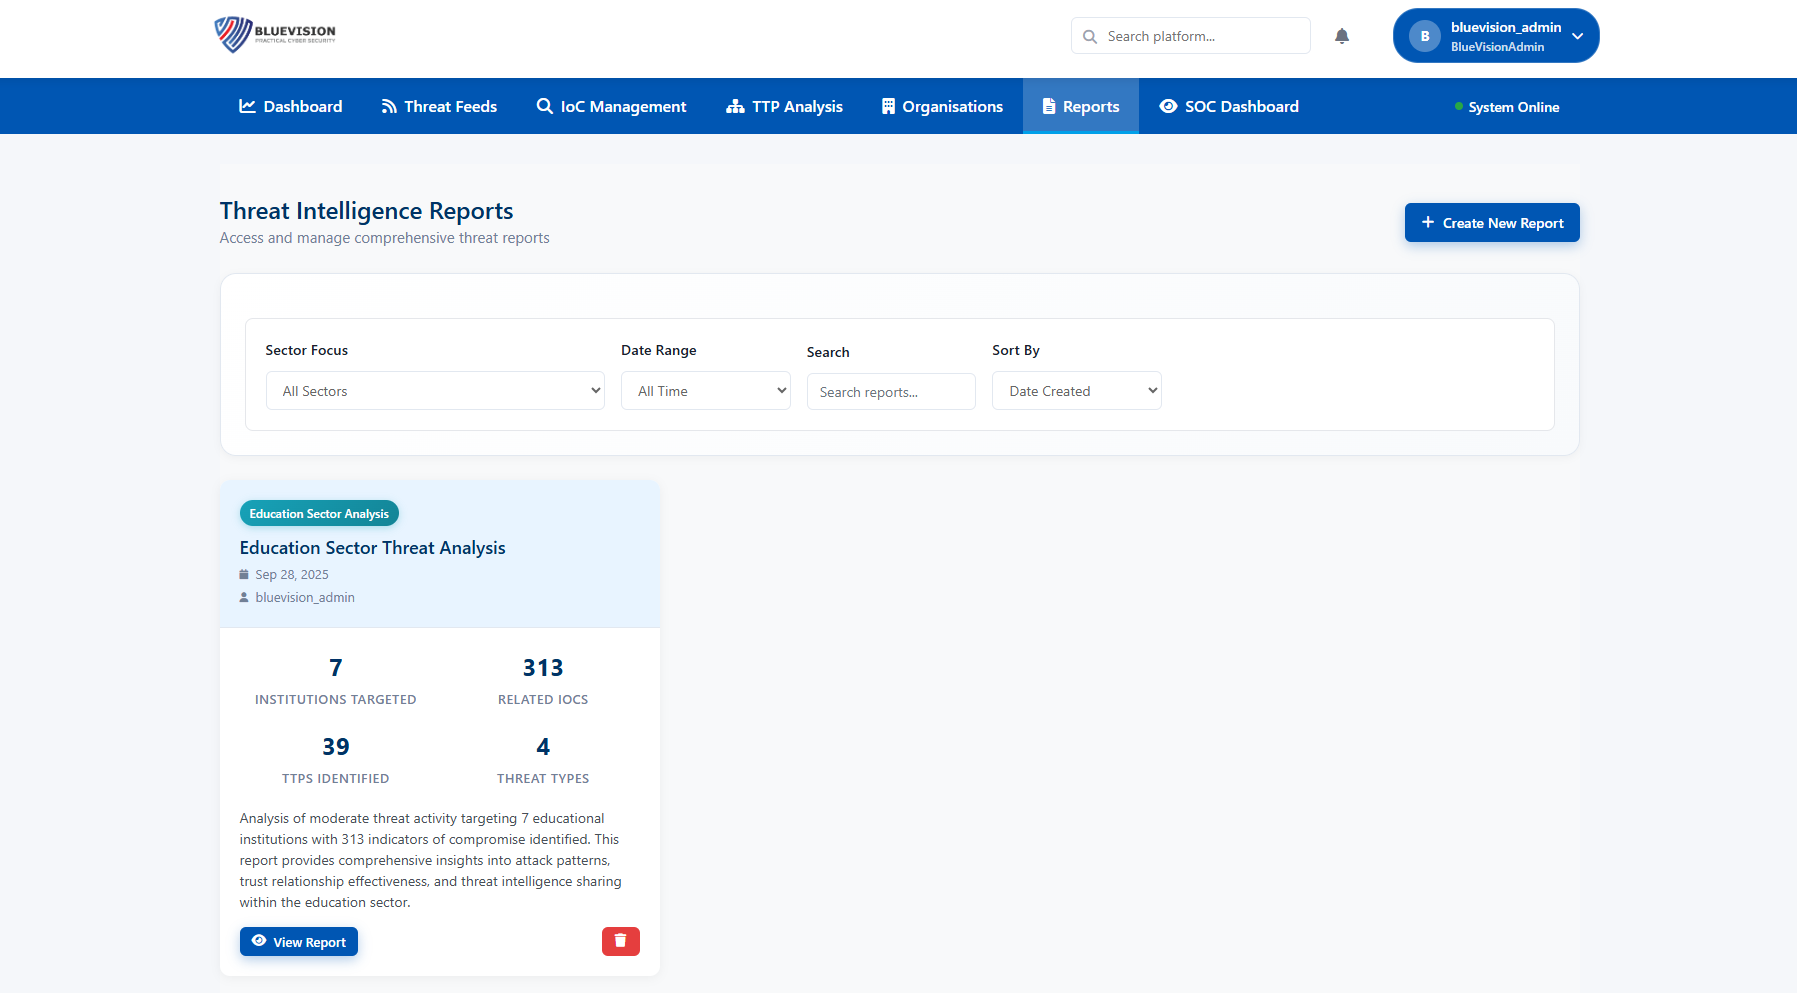 BLUEVISION
PRACTICAL CYBER SECURITY
Search platform...
B
bluevision_admin
BlueVisionAdmin
Dashboard
Threat Feeds
IoC Management
TTP Analysis
Organisations
Reports
SOC Dashboard
System Online
Threat Intelligence Reports
Access and manage comprehensive threat reports
+ Create New Report
Sector Focus
Date Range
Search
Sort By
All Sectors
All Time
Search reports...
Date Created
Education Sector Analysis
Education Sector Threat Analysis
Sep 28, 2025
bluevision_admin
7
313
INSTITUTIONS TARGETED
RELATED IOCS
39
4
TTPS IDENTIFIED
THREAT TYPES
Analysis of moderate threat activity targeting 7 educational
institutions with 313 indicators of compromise identified. This
report provides comprehensive insights into attack patterns,
trust relationship effectiveness, and threat intelligence sharing
within the education sector.
View Report